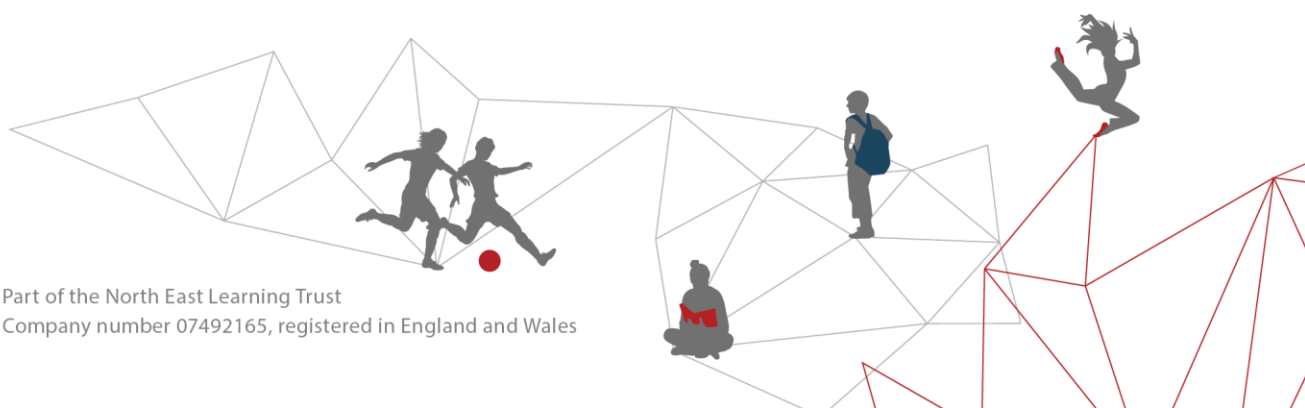 Part of the North East Learning Trust
Company number 07492165, registered in England and Wales